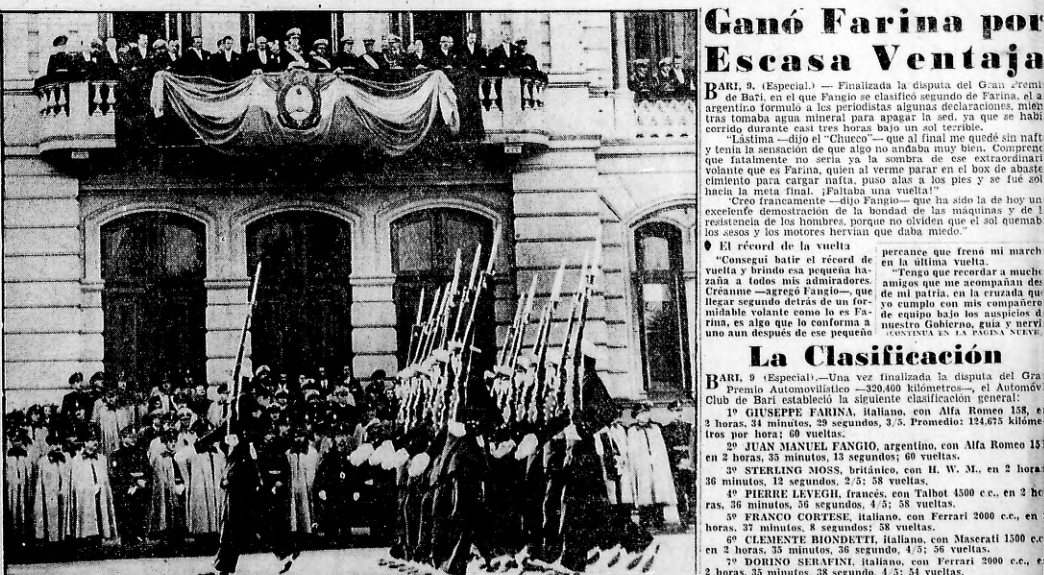 Ganó Farina por
Escasa Ventaja
BARI, 9. (Especial.) — Finalizada la disputa del Gran Premi
de Bari, en el que Fangio se clasificó segundo de Farina, el a
argentino formuló a los periodistas algunas declaraciones, mien
tras tomaba agua mineral para apagar la sed, ya que se habí
corrido durante casi tres horas bajo un sol terrible.
"Lástima —dijo el "Chueco"— que al final me quedé sin naft
y tenía la sensación de que algo no andaba muy bien. Comprend
que fatalmente no sería ya la sombra de ese extraordinari
volante que es Farina, quien al verme parar en el box de abaste
cimiento para cargar nafta, puso alas a los pies y se fué sol
hacia la meta final. ¡Faltaba una vuelta!"
"Creo francamente —dijo Fangio— que ha sido la de hoy un
excelente demostración de la bondad de las máquinas y de l
resistencia de los hombres, porque no olviden que el sol quemab
los sesos y los motores hervían que daba miedo."
El récord de la vuelta
"Conseguí batir el récord de
vuelta y brindo esa pequeña ha-
zaña a todos mis admiradores.
Créanme —agregó Fangio—, que
llegar segundo detrás de un for-
midable volante como lo es Fa-
rina, es algo que lo conforma a
uno aun después de ese pequeño
percance que frenó mi march
en la última vuelta.
"Tengo que recordar a mucho
amigos que me acompañan des
de mi patria, en la cruzada que
yo cumplo con mis compañero
de equipo bajo los auspicios d
nuestro Gobierno, guía y nervi
(CONTINUA EN LA PAGINA NUEVE)
La Clasificación
BARI, 9 (Especial).—Una vez finalizada la disputa del Gra
Premio Automovilístico —320,400 kilómetros—, el Automóv
Club de Bari estableció la siguiente clasificación general:
1º GIUSEPPE FARINA, italiano, con Alfa Romeo 158, e
2 horas, 34 minutos, 29 segundos, 3/5. Promedio: 124,675 kilóme-
tros por hora; 60 vueltas.
2º JUAN MANUEL FANGIO, argentino, con Alfa Romeo 15
en 2 horas, 35 minutos, 13 segundos; 60 vueltas.
3º STERLING MOSS, británico, con H. W. M., en 2 hora
36 minutos, 12 segundos, 2/5; 58 vueltas.
4º PIERRE LEVEGH, francés, con Talbot 4500 c.c., en 2 ho
ras, 36 minutos, 56 segundos, 4/5; 58 vueltas.
5º FRANCO CORTESE, italiano, con Ferrari 2000 c.c., en
horas, 37 minutos, 8 segundos; 58 vueltas.
6º CLEMENTE BIONDETTI, italiano, con Maserati 1500 c.c
en 2 horas, 35 minutos, 36 segundo, 4/5; 56 vueltas.
7º DORINO SERAFINI, italiano, con Ferrari 2000 c.c., e
2 horas, 35 minutos, 38 segundo, 4/5; 54 vueltas.